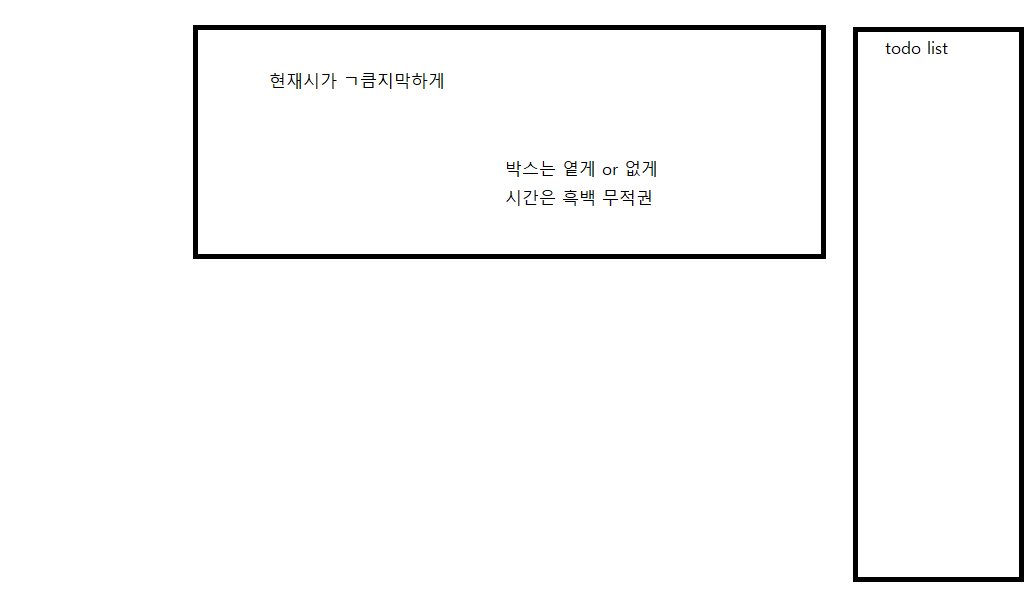 현재시가 ㄱ큼지막하게
박스는 옅게 or 없게
시간은 흑백 무적권
todo list